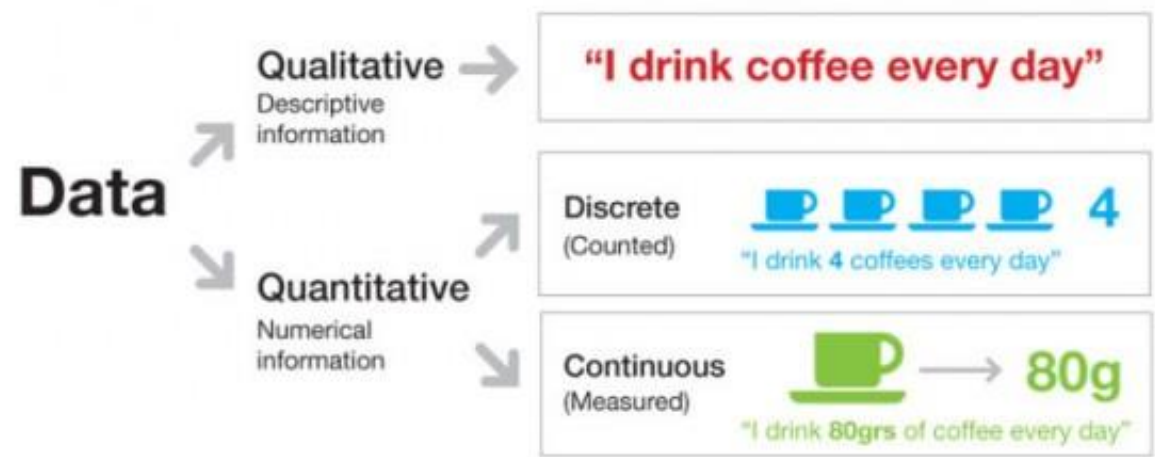 Data
Qualitative
Descriptive
information
"I drink coffee every day"
Quantitative
Numerical
information
Discrete
(Counted)
4
"I drink 4 coffees every day"
Continuous
(Measured)
80g
"I drink 80grs of coffee every day"